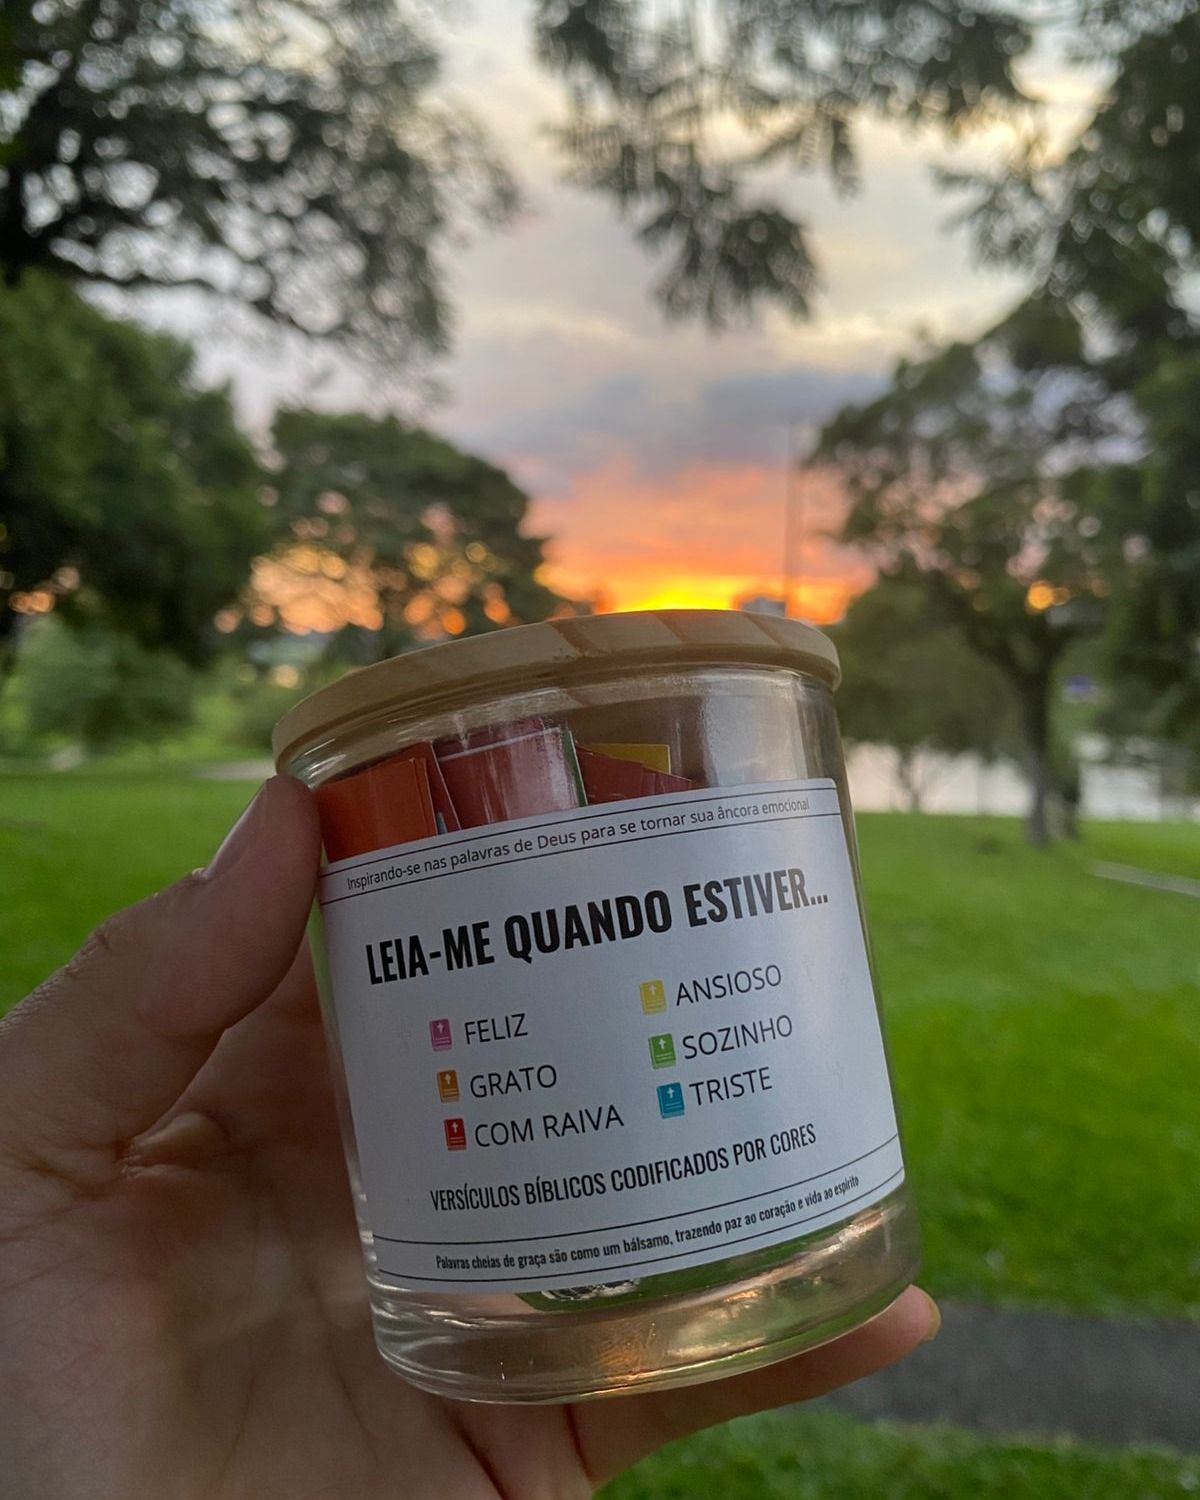 Inspirando-se nas palavras de Deus para se tornar sua âncora emocional
LEIA-ME QUANDO ESTIVER...
FELIZ
GRATO
COM RAIVA
ANSIOSO
SOZINHO
TRISTE
VERSÍCULOS BÍBLICOS CODIFICADOS POR CORES
Palavras cheias de graça são como um bálsamo, trazendo paz ao coração e vida ao espírito